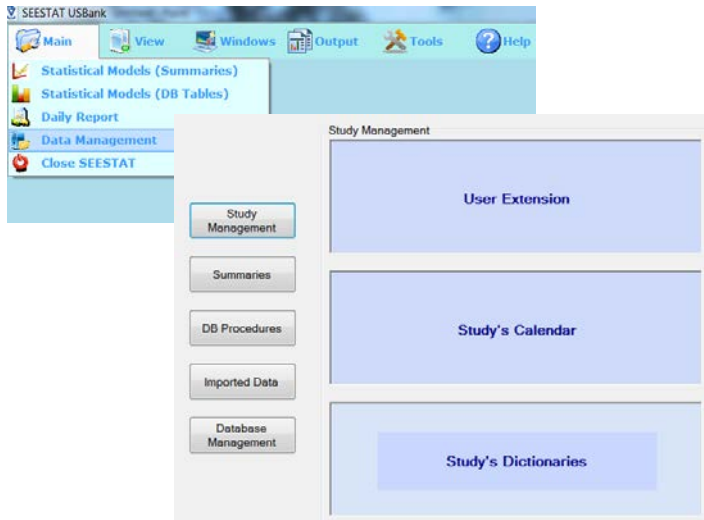 SEESTAT USBank
Main View Windows Output Tools Help
Statistical Models (Summaries)
Statistical Models (DB Tables)
Daily Report
Data Management
Close SEESTAT
Study Management
User Extension
Study
Management
Summaries
DB Procedures
Study's Calendar
Imported Data
Database
Management
Study's Dictionaries